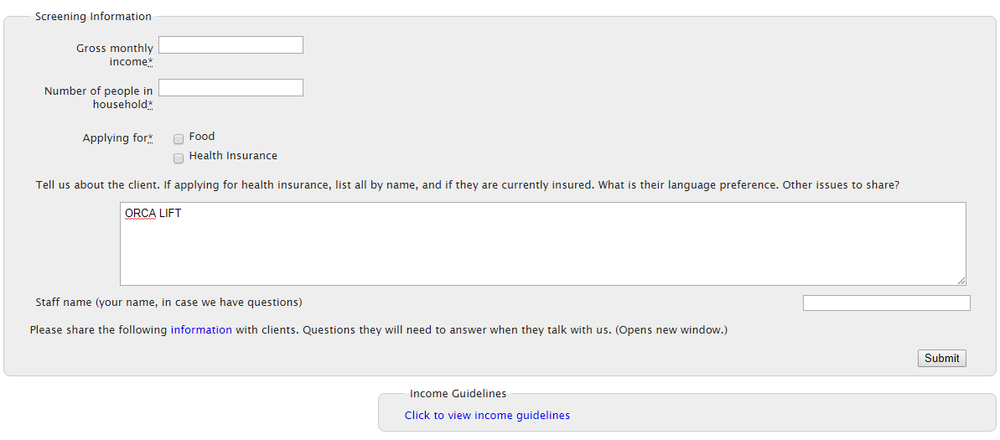 Screening Information
Gross monthly
income*
Number of people in
household*
Applying for*
Food
Health Insurance
Tell us about the client. If applying for health insurance, list all by name, and if they are currently insured. What is their language preference. Other issues to share?
ORCA LIFT
Staff name (your name, in case we have questions)
Please share the following information with clients. Questions they will need to answer when they talk with us. (Opens new window.)
Submit
Income Guidelines
Click to view income guidelines